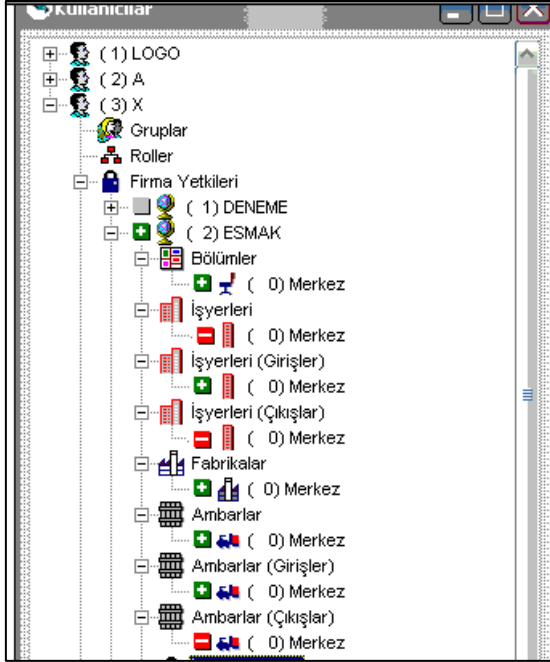 Kullanıcılar
( 1) LOGO
( 2) A
( 3) X
Gruplar
Roller
Firma Yetkileri
( 1) DENEME
( 2) ESMAK
Bölümler
( 0) Merkez
İşyerleri
( 0) Merkez
İşyerleri (Girişler)
( 0) Merkez
İşyerleri (Çıkışlar)
( 0) Merkez
Fabrikalar
( 0) Merkez
Ambarlar
( 0) Merkez
Ambarlar (Girişler)
( 0) Merkez
Ambarlar (Çıkışlar)
( 0) Merkez